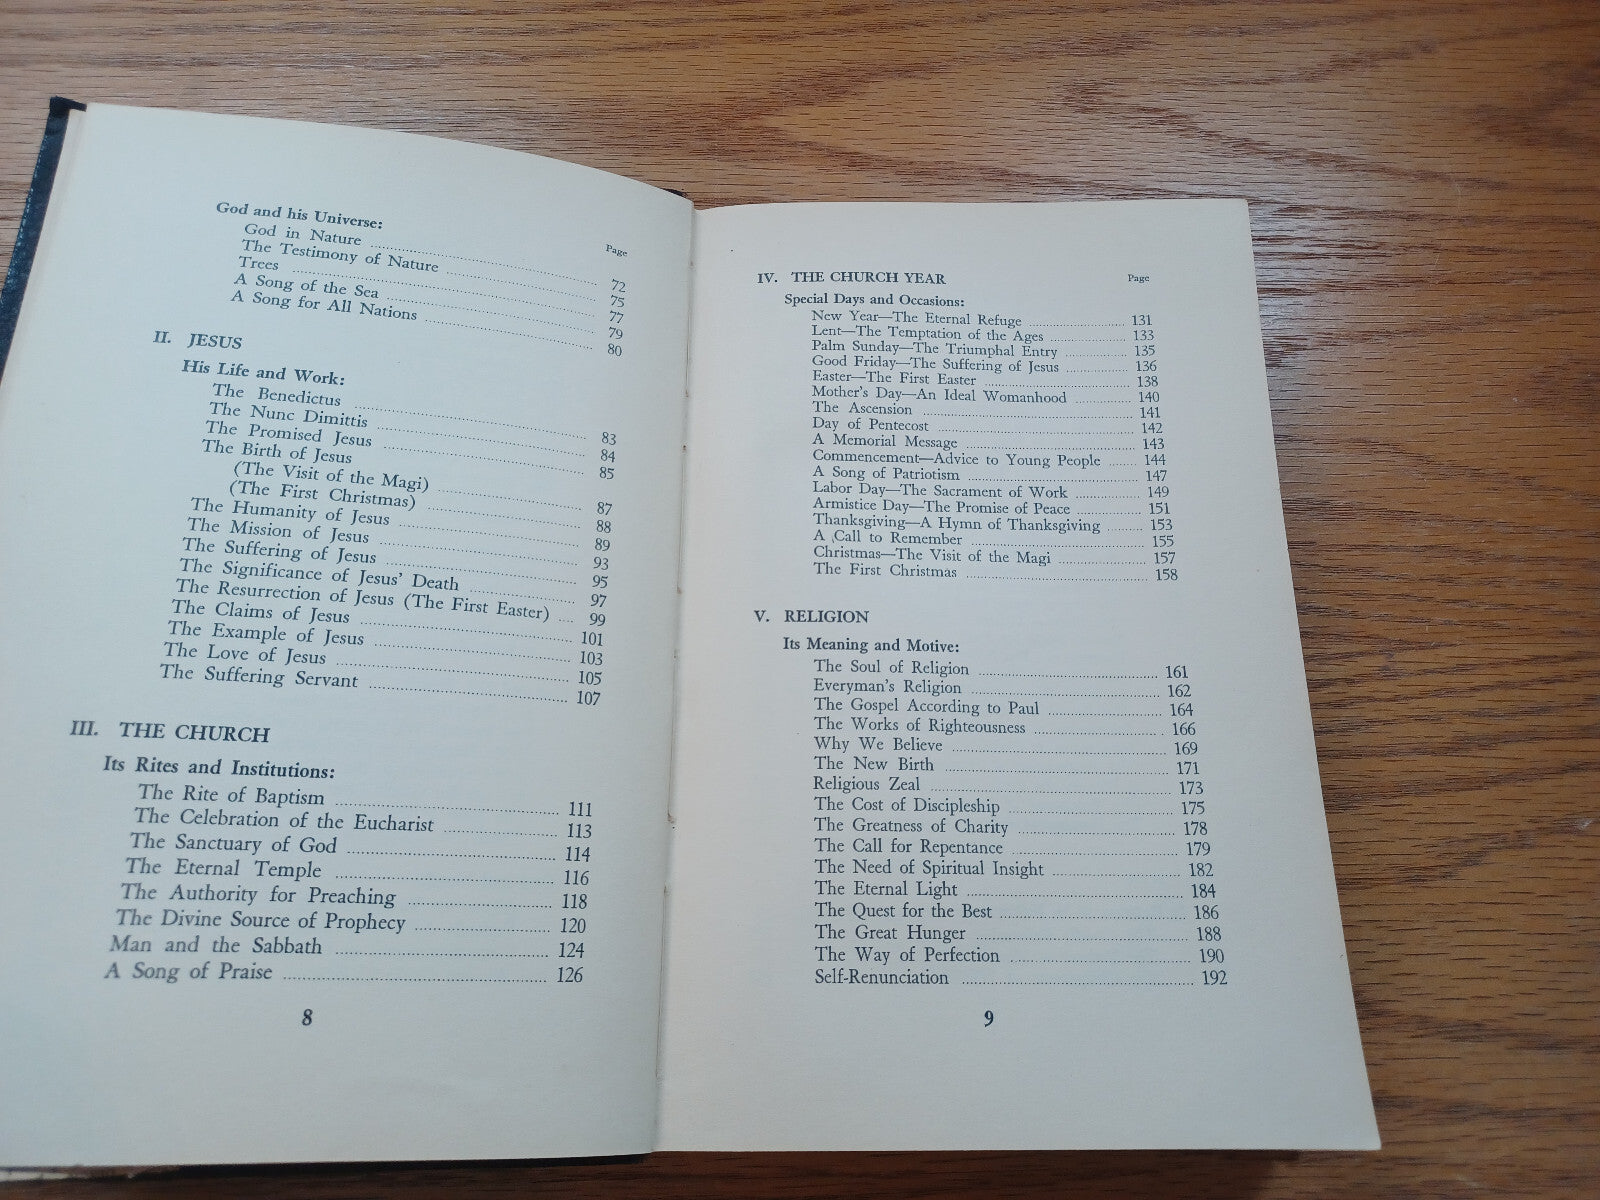 God and his Universe:
Page
God in Nature 72
The Testimony of Nature 75
Trees 77
A Song of the Sea 79
A Song for All Nations 80
II. JESUS
His Life and Work:
The Benedictus 83
The Nunc Dimittis 84
The Promised Jesus 85
The Birth of Jesus
(The Visit of the Magi) 87
(The First Christmas) 88
The Humanity of Jesus 89
The Mission of Jesus 93
The Suffering of Jesus 95
The Significance of Jesus' Death 97
The Resurrection of Jesus (The First Easter) 99
The Claims of Jesus 101
The Example of Jesus 103
The Love of Jesus 105
The Suffering Servant 107
III. THE CHURCH
Its Rites and Institutions:
The Rite of Baptism 111
The Celebration of the Eucharist 113
The Sanctuary of God 114
The Eternal Temple 116
The Authority for Preaching 118
The Divine Source of Prophecy 120
Man and the Sabbath 124
A Song of Praise 126
8
IV. THE CHURCH YEAR Page
Special Days and Occasions:
New Year—The Eternal Refuge 131
Lent—The Temptation of the Ages 133
Palm Sunday—The Triumphal Entry 135
Good Friday—The Suffering of Jesus 136
Easter—The First Easter 138
Mother's Day—An Ideal Womanhood 140
The Ascension 141
Day of Pentecost 142
A Memorial Message 143
Commencement—Advice to Young People 144
A Song of Patriotism 147
Labor Day—The Sacrament of Work 149
Armistice Day—The Promise of Peace 151
Thanksgiving—A Hymn of Thanksgiving 153
A Call to Remember 155
Christmas—The Visit of the Magi 157
The First Christmas 158
V. RELIGION
Its Meaning and Motive:
The Soul of Religion 161
Everyman's Religion 162
The Gospel According to Paul 164
The Works of Righteousness 166
Why We Believe 169
The New Birth 171
Religious Zeal 173
The Cost of Discipleship 175
The Greatness of Charity 178
The Call for Repentance 179
The Need of Spiritual Insight 182
The Eternal Light 184
The Quest for the Best 186
The Great Hunger 188
The Way of Perfection 190
Self-Renunciation 192
9